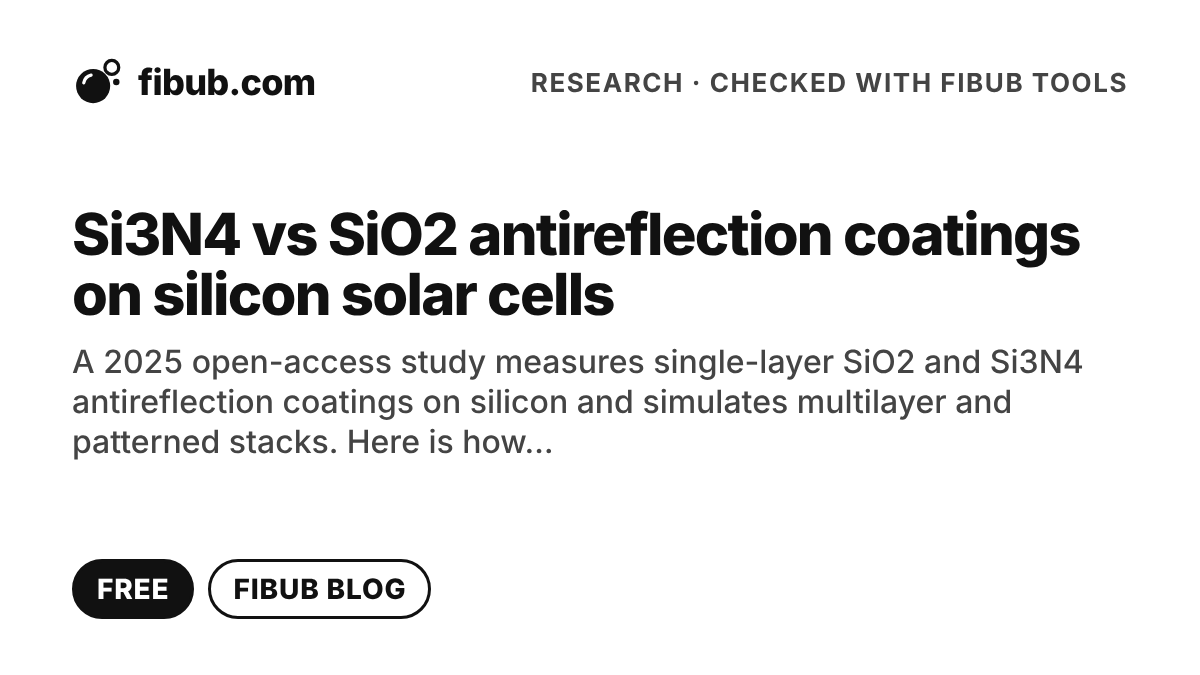 fibub.com
RESEARCH · CHECKED WITH FIBUB TOOLS
Si3N4 vs SiO2 antireflection coatings
on silicon solar cells
A 2025 open-access study measures single-layer SiO2 and Si3N4
antireflection coatings on silicon and simulates multilayer and
patterned stacks. Here is how...
FREE
FIBUB BLOG